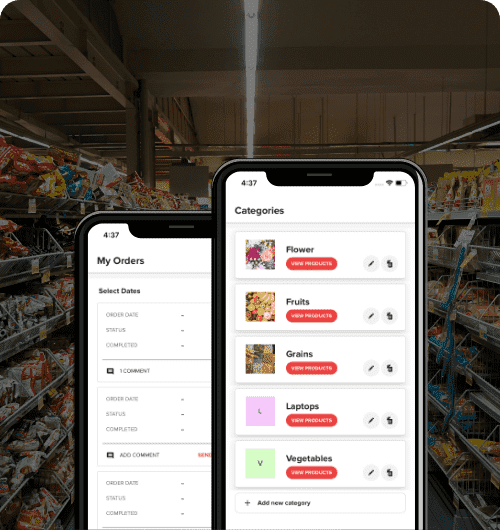 4:37
My Orders
Select Dates
ORDER DATE -
STATUS -
COMPLETED -
1 COMMENT
ORDER DATE -
STATUS -
COMPLETED -
ADD COMMENT SEND
ORDER DATE -
STATUS -
COMPLETED -
4:37
Categories
Flower
VIEW PRODUCTS
Fruits
VIEW PRODUCTS
Grains
VIEW PRODUCTS
L
Laptops
VIEW PRODUCTS
V
Vegetables
VIEW PRODUCTS
+ Add new category